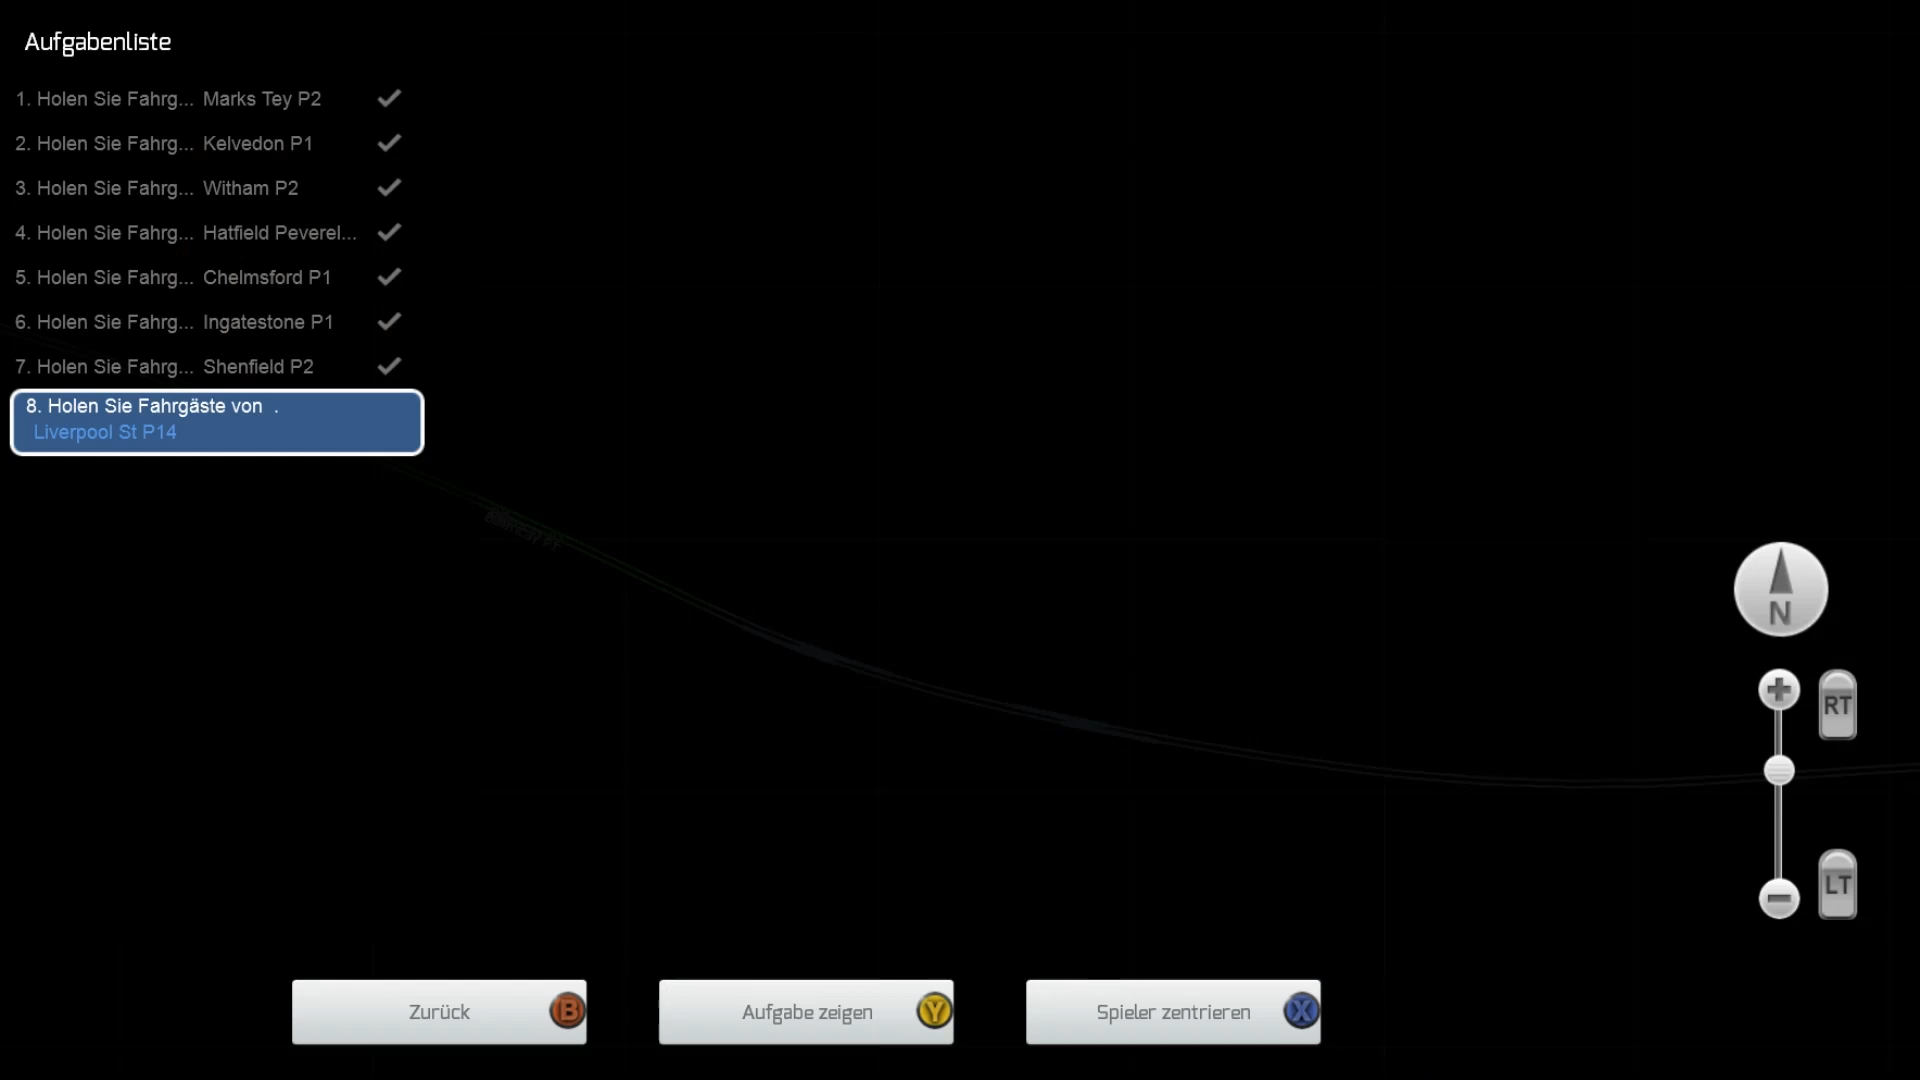 Aufgabenliste
1. Holen Sie Fahrg... Marks Tey P2
2. Holen Sie Fahrg... Kelvedon P1
3. Holen Sie Fahrg... Witham P2
4. Holen Sie Fahrg... Hatfield Peverel...
5. Holen Sie Fahrg... Chelmsford P1
6. Holen Sie Fahrg... Ingatestone P1
7. Holen Sie Fahrg... Shenfield P2
8. Holen Sie Fahrgäste von .
Liverpool St P14
N
RT
LT
Zurück B
Aufgabe zeigen Y
Spieler zentrieren X